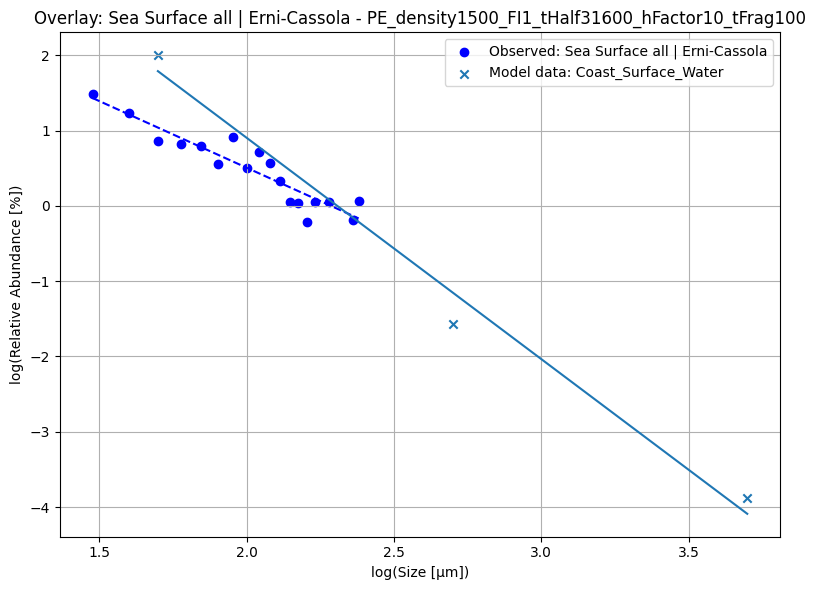 Overlay: Sea Surface all | Erni-Cassola - PE_density1500_FI1_tHalf31600_hFactor10_tFrag100
Observed: Sea Surface all | Erni-Cassola
Model data: Coast_Surface_Water
log(Relative Abundance [%])
2
1
0
−1
−2
−3
−4
1.5 2.0 2.5 3.0 3.5
log(Size [μm])